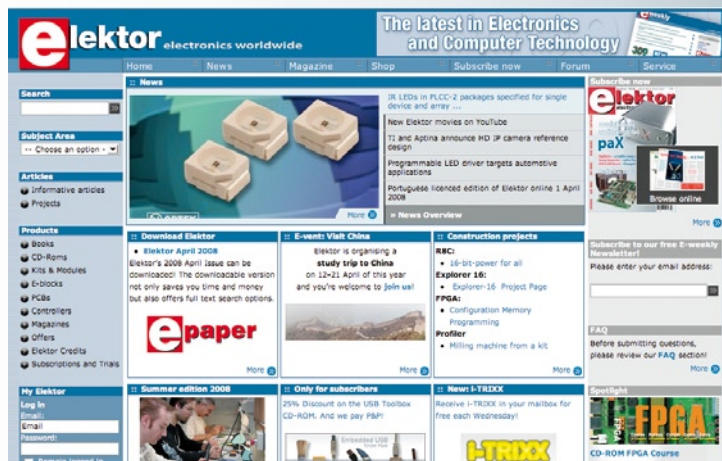 elektor electronics worldwide
The latest in Electronics
and Computer Technology
e-weekly
Home
News
Magazine
Shop
Subscribe now
Forum
Service
Search
Subject Area
-- Choose an option -
Articles
Informative articles
Projects
Products
Books
CD-Roms
Kits & Modules
E-blocks
PCBs
Controllers
Magazines
Offers
Elektor Credits
Subscriptions and Trials
My Elektor
Log in
Email:
Email
Password:
:: News
More
IR LEDs in PLCC-2 packages specified for single
device and array ...
New Elektor movies on YouTube
TI and Aptina announce HD IP camera reference
design
Programmable LED driver targets automotive
applications
Portuguese licenced edition of Elektor online 1 April
2008
» News Overview
:: Download Elektor
Elektor April 2008
Elektor's 2008 April Issue can be
downloaded! The downloadable version
not only saves you time and money
but also offers full text search options.
e paper
More
:: E-vent: Visit China
Elektor is organising a
study trip to China
on 12-21 April of this year
and you're welcome to join us!
:: Construction projects
R8C:
16-bit-power for all
Explorer 16:
Explorer-16 Project Page
FPGA:
Configuration Memory
Programming
Profiler
Milling machine from a kit
More
:: Summer edition 2008
:: Only for subscribers
25% Discount on the USB Toolbox
CD-ROM. And we pay P&P!
Embedded USB
:: New: i-TRIXX
Receive i-TRIXX in your mailbox for
free each Wednesday!
i-TRIXX
Subscribe now
elektor
paX
Browse online
More
Subscribe to our free E-weekly
Newsletter!
Please enter your email address:
FAQ
Before submitting questions,
please review our FAQ section!
More
Spotlight
FPGA
CD-ROM FPGA Course